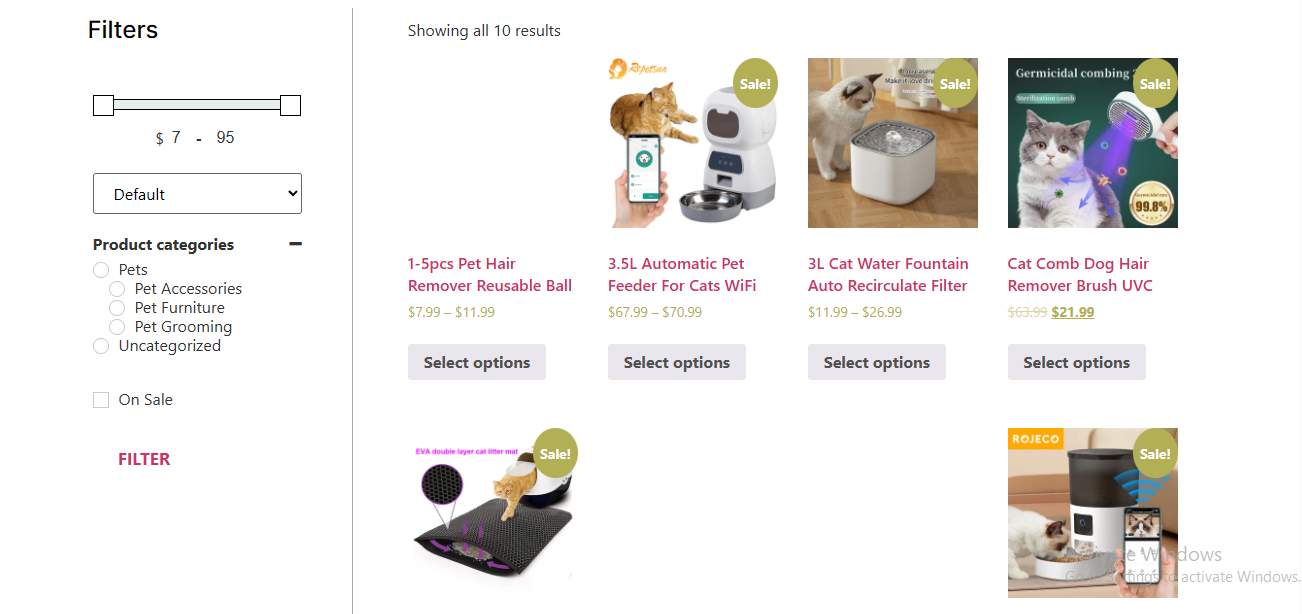 Filters
$ 7 - 95
Default
Product categories
Pets
Pet Accessories
Pet Furniture
Pet Grooming
Uncategorized
On Sale
FILTER
Showing all 10 results
Repetsun
Sale!
Make it love
Sale!
Germicidal combing
Sterilization comb
Germicidal rate
99.8%
Sale!
1-5pcs Pet Hair
Remover Reusable Ball
$7.99 – $11.99
Select options
3.5L Automatic Pet
Feeder For Cats WiFi
$67.99 – $70.99
Select options
3L Cat Water Fountain
Auto Recirculate Filter
$11.99 – $26.99
Select options
Cat Comb Dog Hair
Remover Brush UVC
$63.99 $21.99
Select options
EVA double layer cat litter mat
Sale!
ROJECO
Sale!
Activate Windows
Go to Settings to activate Windows.